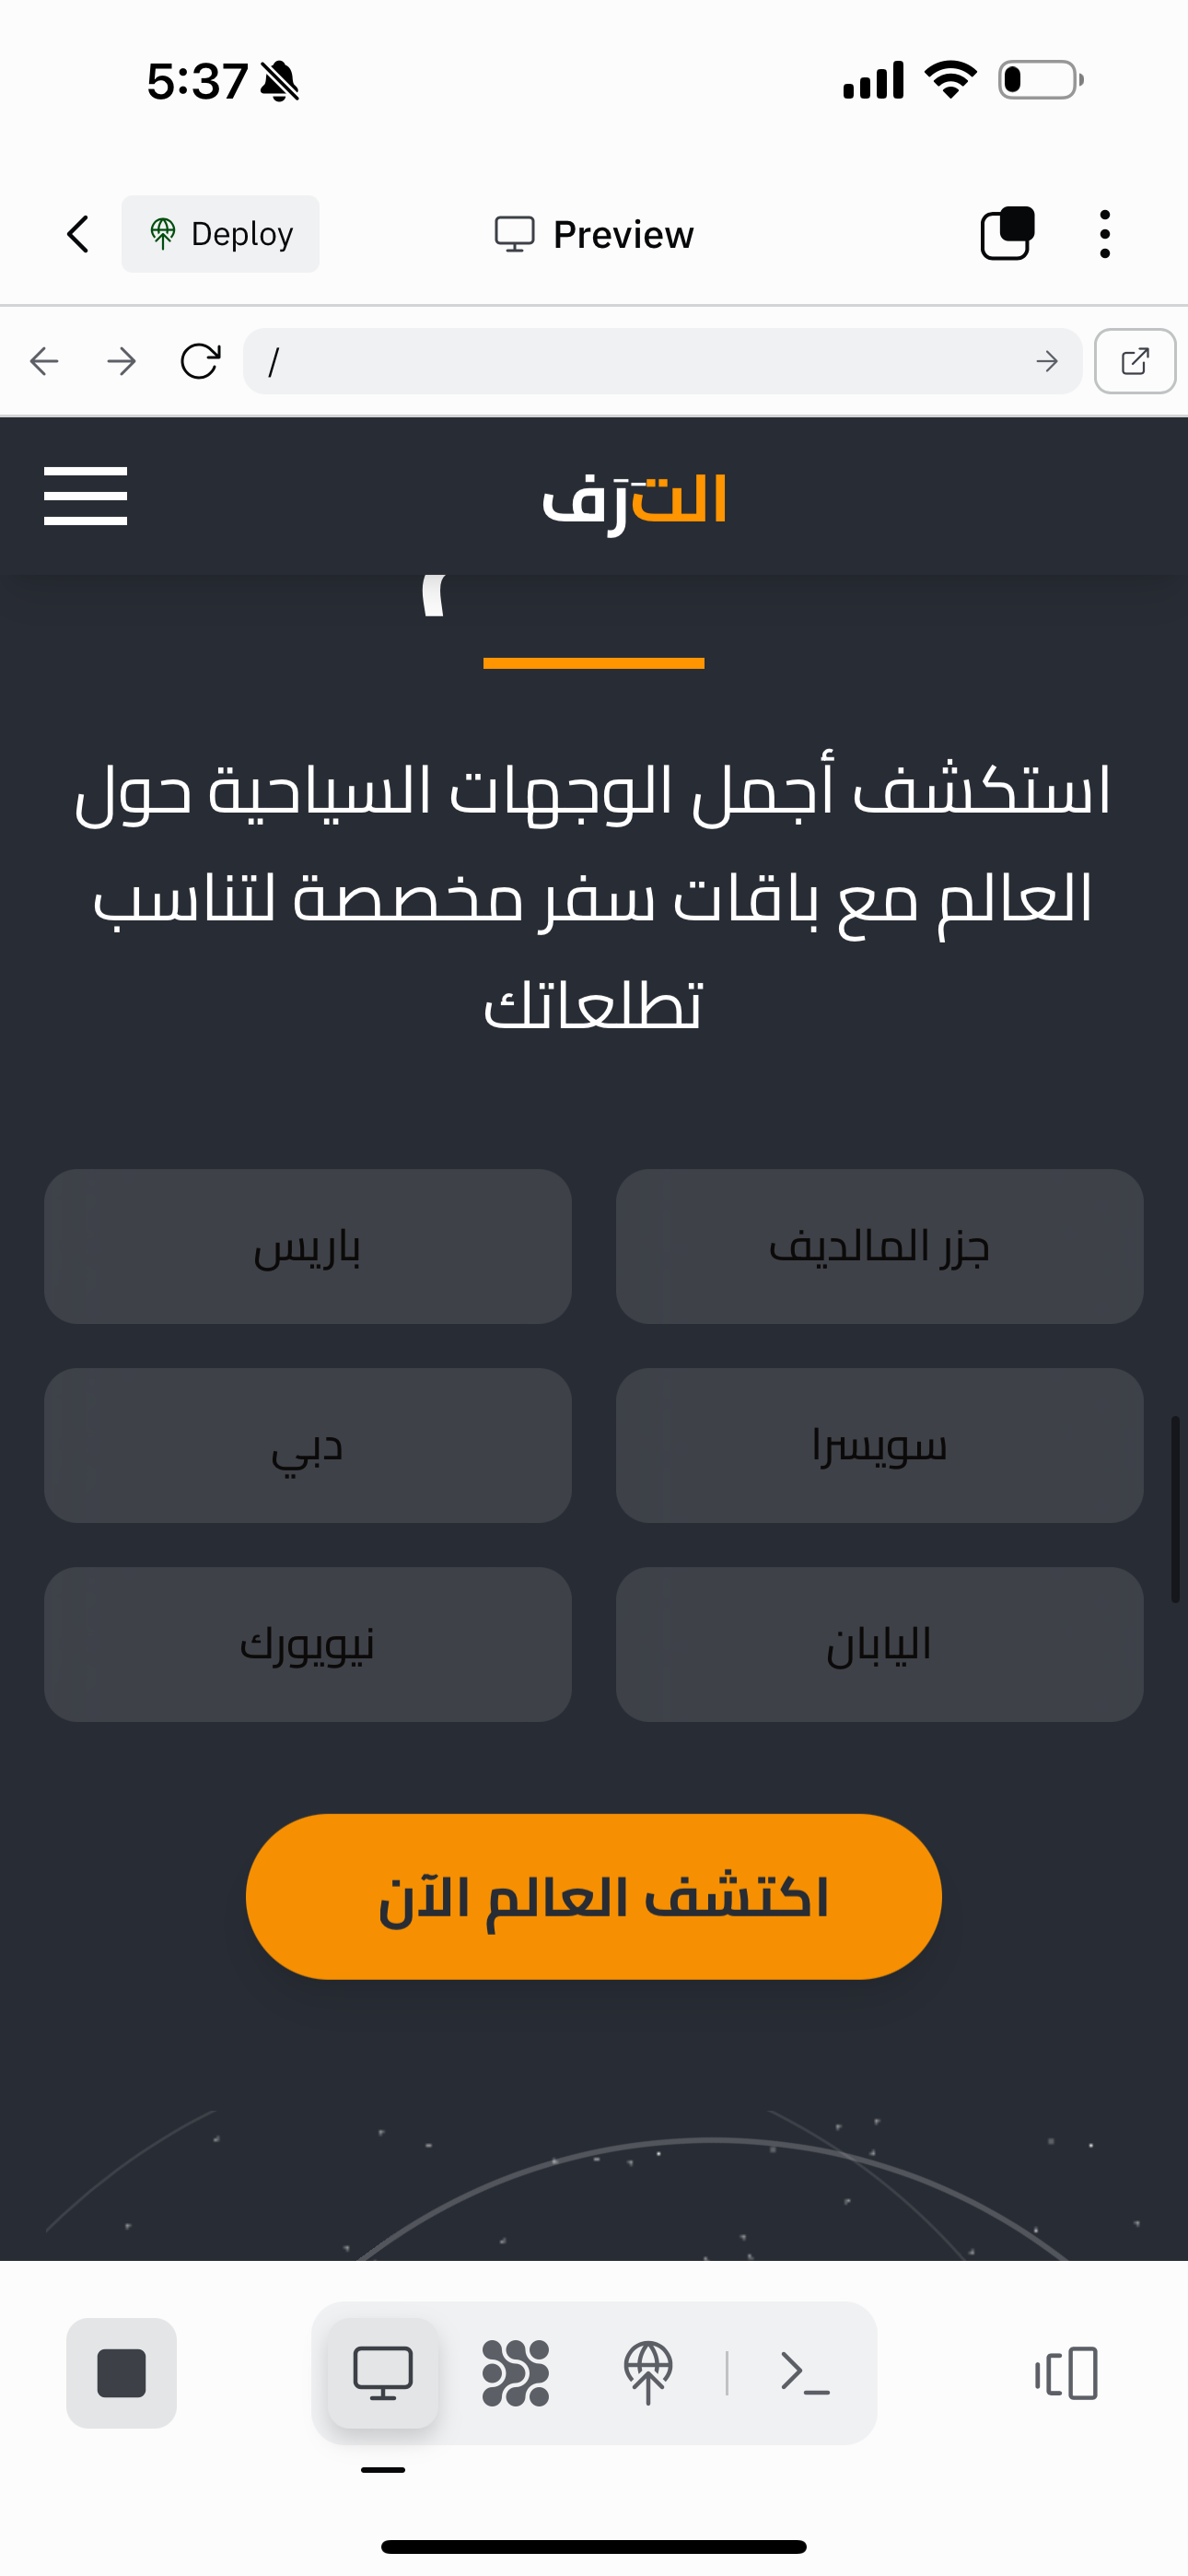 5:37
Deploy
Preview
/
التَرَف
استكشف أجمل الوجهات السياحية حول
العالم مع باقات سفر مخصصة لتناسب
تطلعاتك
جزر المالديف
باريس
سويسرا
دبي
اليابان
نيويورك
اكتشف العالم الآن